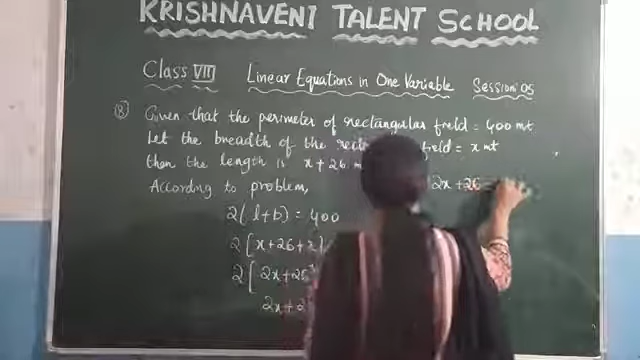 KRISHNAVENI TALENT SCHOOL
Class VIII Linear Equations in One Variable Session 05
8) Given that the perimeter of rectangular field = 400 mt
Let the breadth of the field = x mt
then the length is x + 26
According to problem,
2(l+b) = 400
2[x+26+x]
2[2x+26
2x+2
2x+26